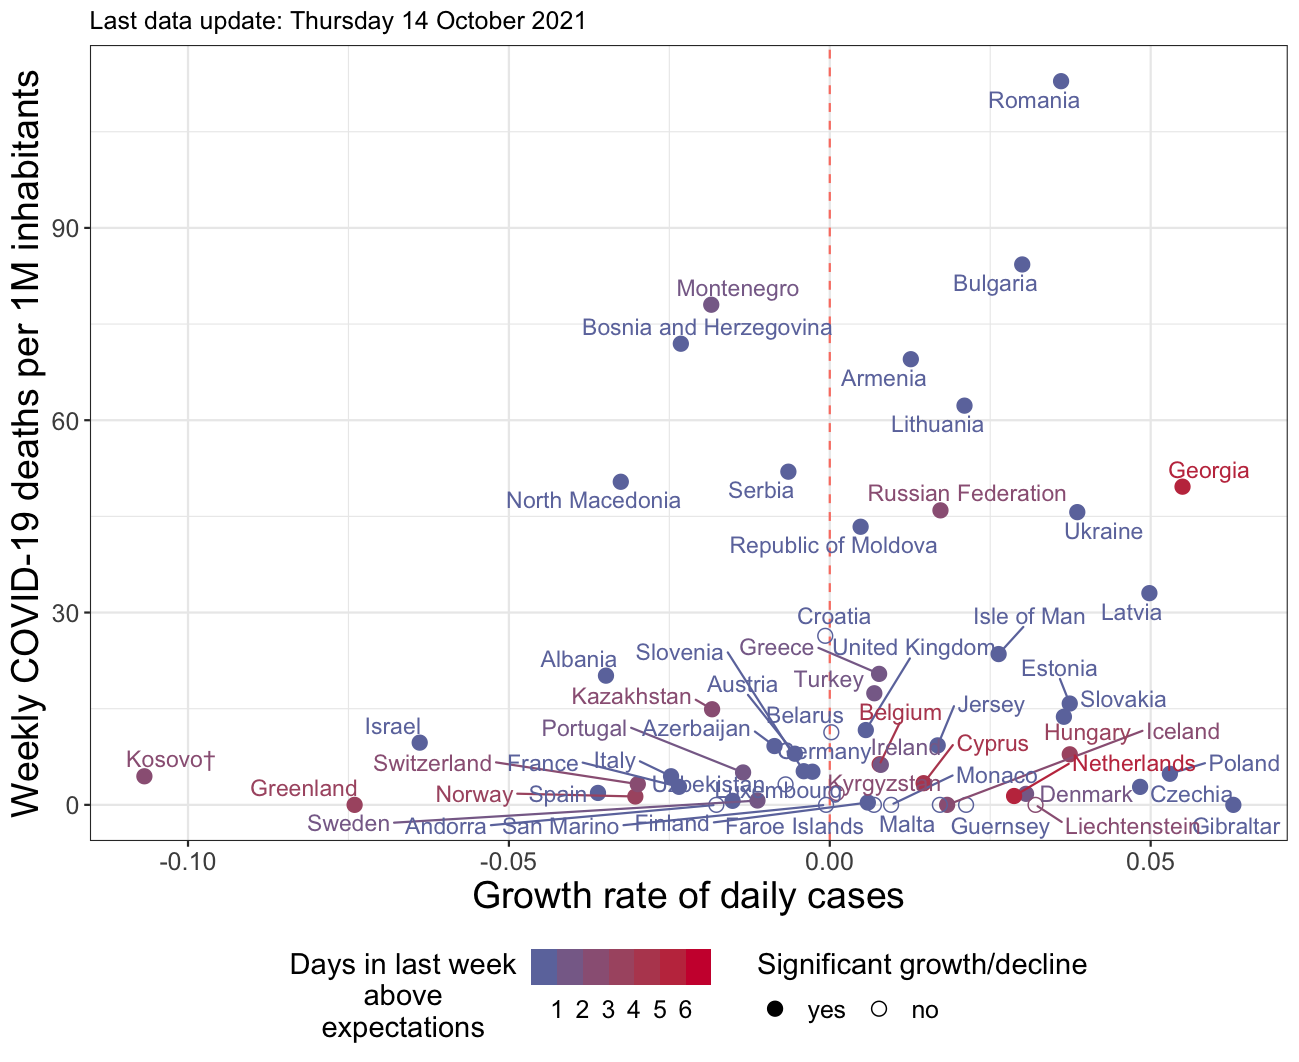 Last data update: Thursday 14 October 2021
Weekly COVID-19 deaths per 1M inhabitants
Romania
90
Bulgaria
Montenegro
Bosnia and Herzegovina
Armenia
60
Lithuania
Georgia
North Macedonia
Serbia
Russian Federation
Ukraine
Republic of Moldova
30
Croatia
Isle of Man
Latvia
Albania
Slovenia
Greece
United Kingdom
Estonia
Kazakhstan
Austria
Turkey
Slovakia
Israel
Portugal
Azerbaijan
Belarus
Belgium
Jersey
Hungary
Iceland
Kosovo†
Switzerland
France
Italy
Germany
Ireland
Cyprus
Netherlands
Poland
Greenland
Norway
Spain
Uzbekistan
Luxembourg
Kyrgyzstan
Monaco
Denmark
Czechia
0
Sweden
Andorra
San Marino
Finland
Faroe Islands
Malta
Guernsey
Liechtenstein
Gibraltar
-0.10
-0.05
0.00
0.05
Growth rate of daily cases
Days in last week
above
expectations
1 2 3 4 5 6
Significant growth/decline
yes
no